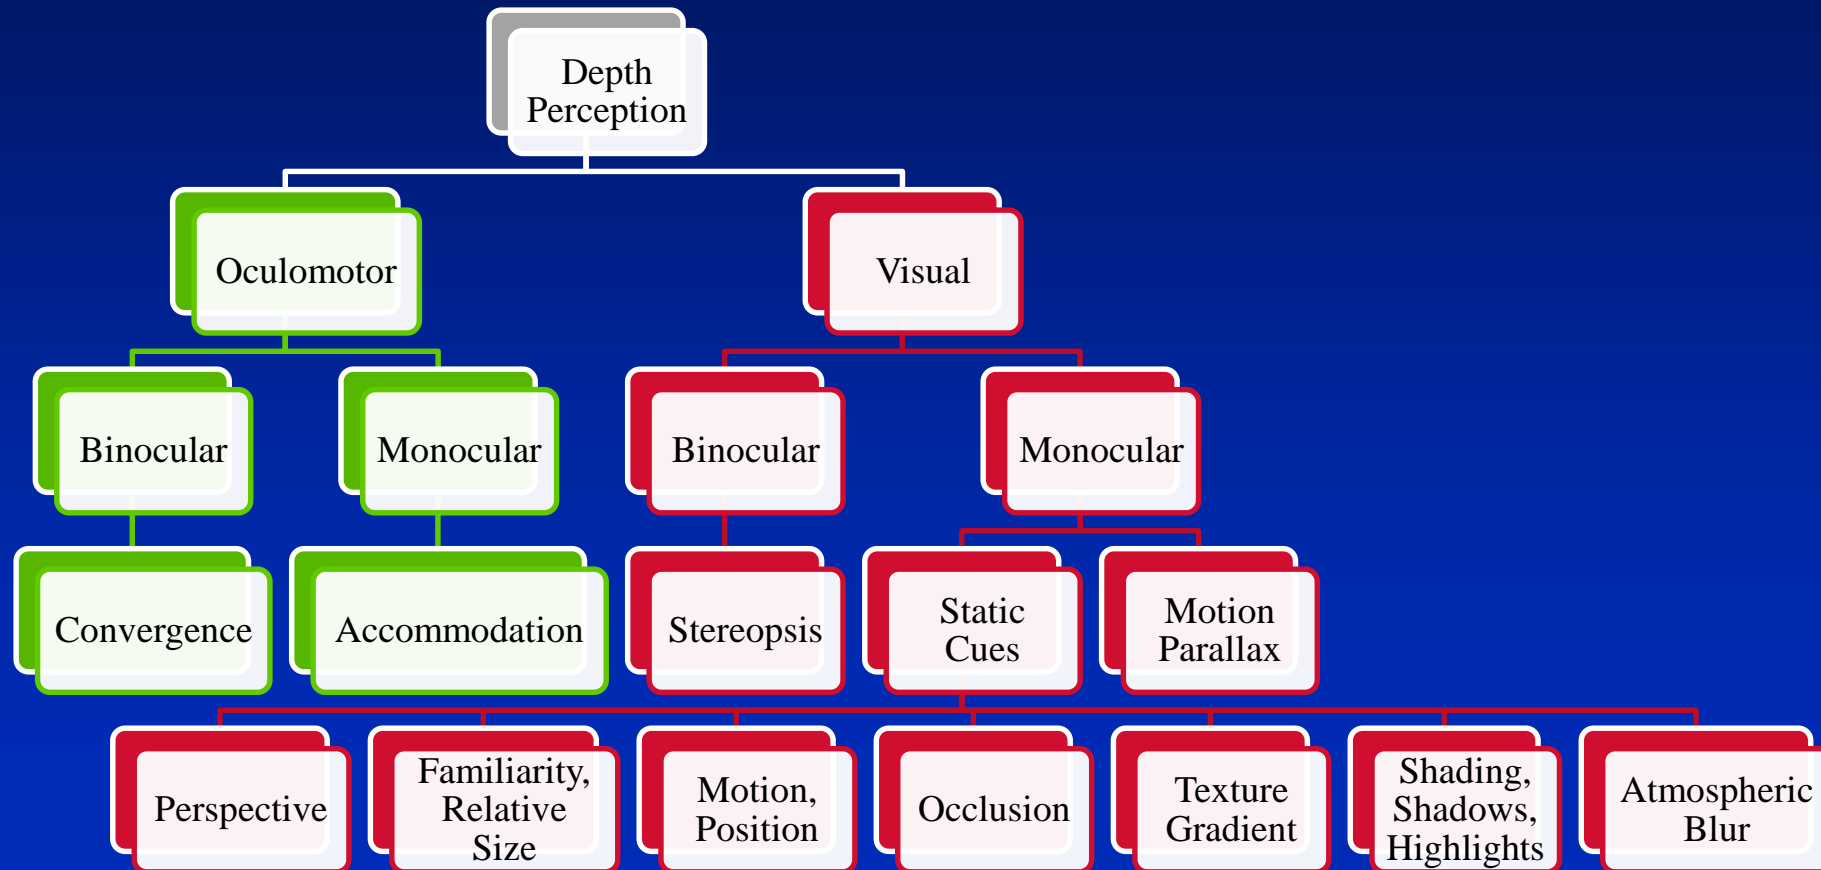 Depth
Perception
Oculomotor
Visual
Binocular
Monocular
Binocular
Monocular
Convergence
Accommodation
Stereopsis
Static
Cues
Motion
Parallax
Perspective
Familiarity,
Relative
Size
Motion,
Position
Occlusion
Texture
Gradient
Shading,
Shadows,
Highlights
Atmospheric
Blur